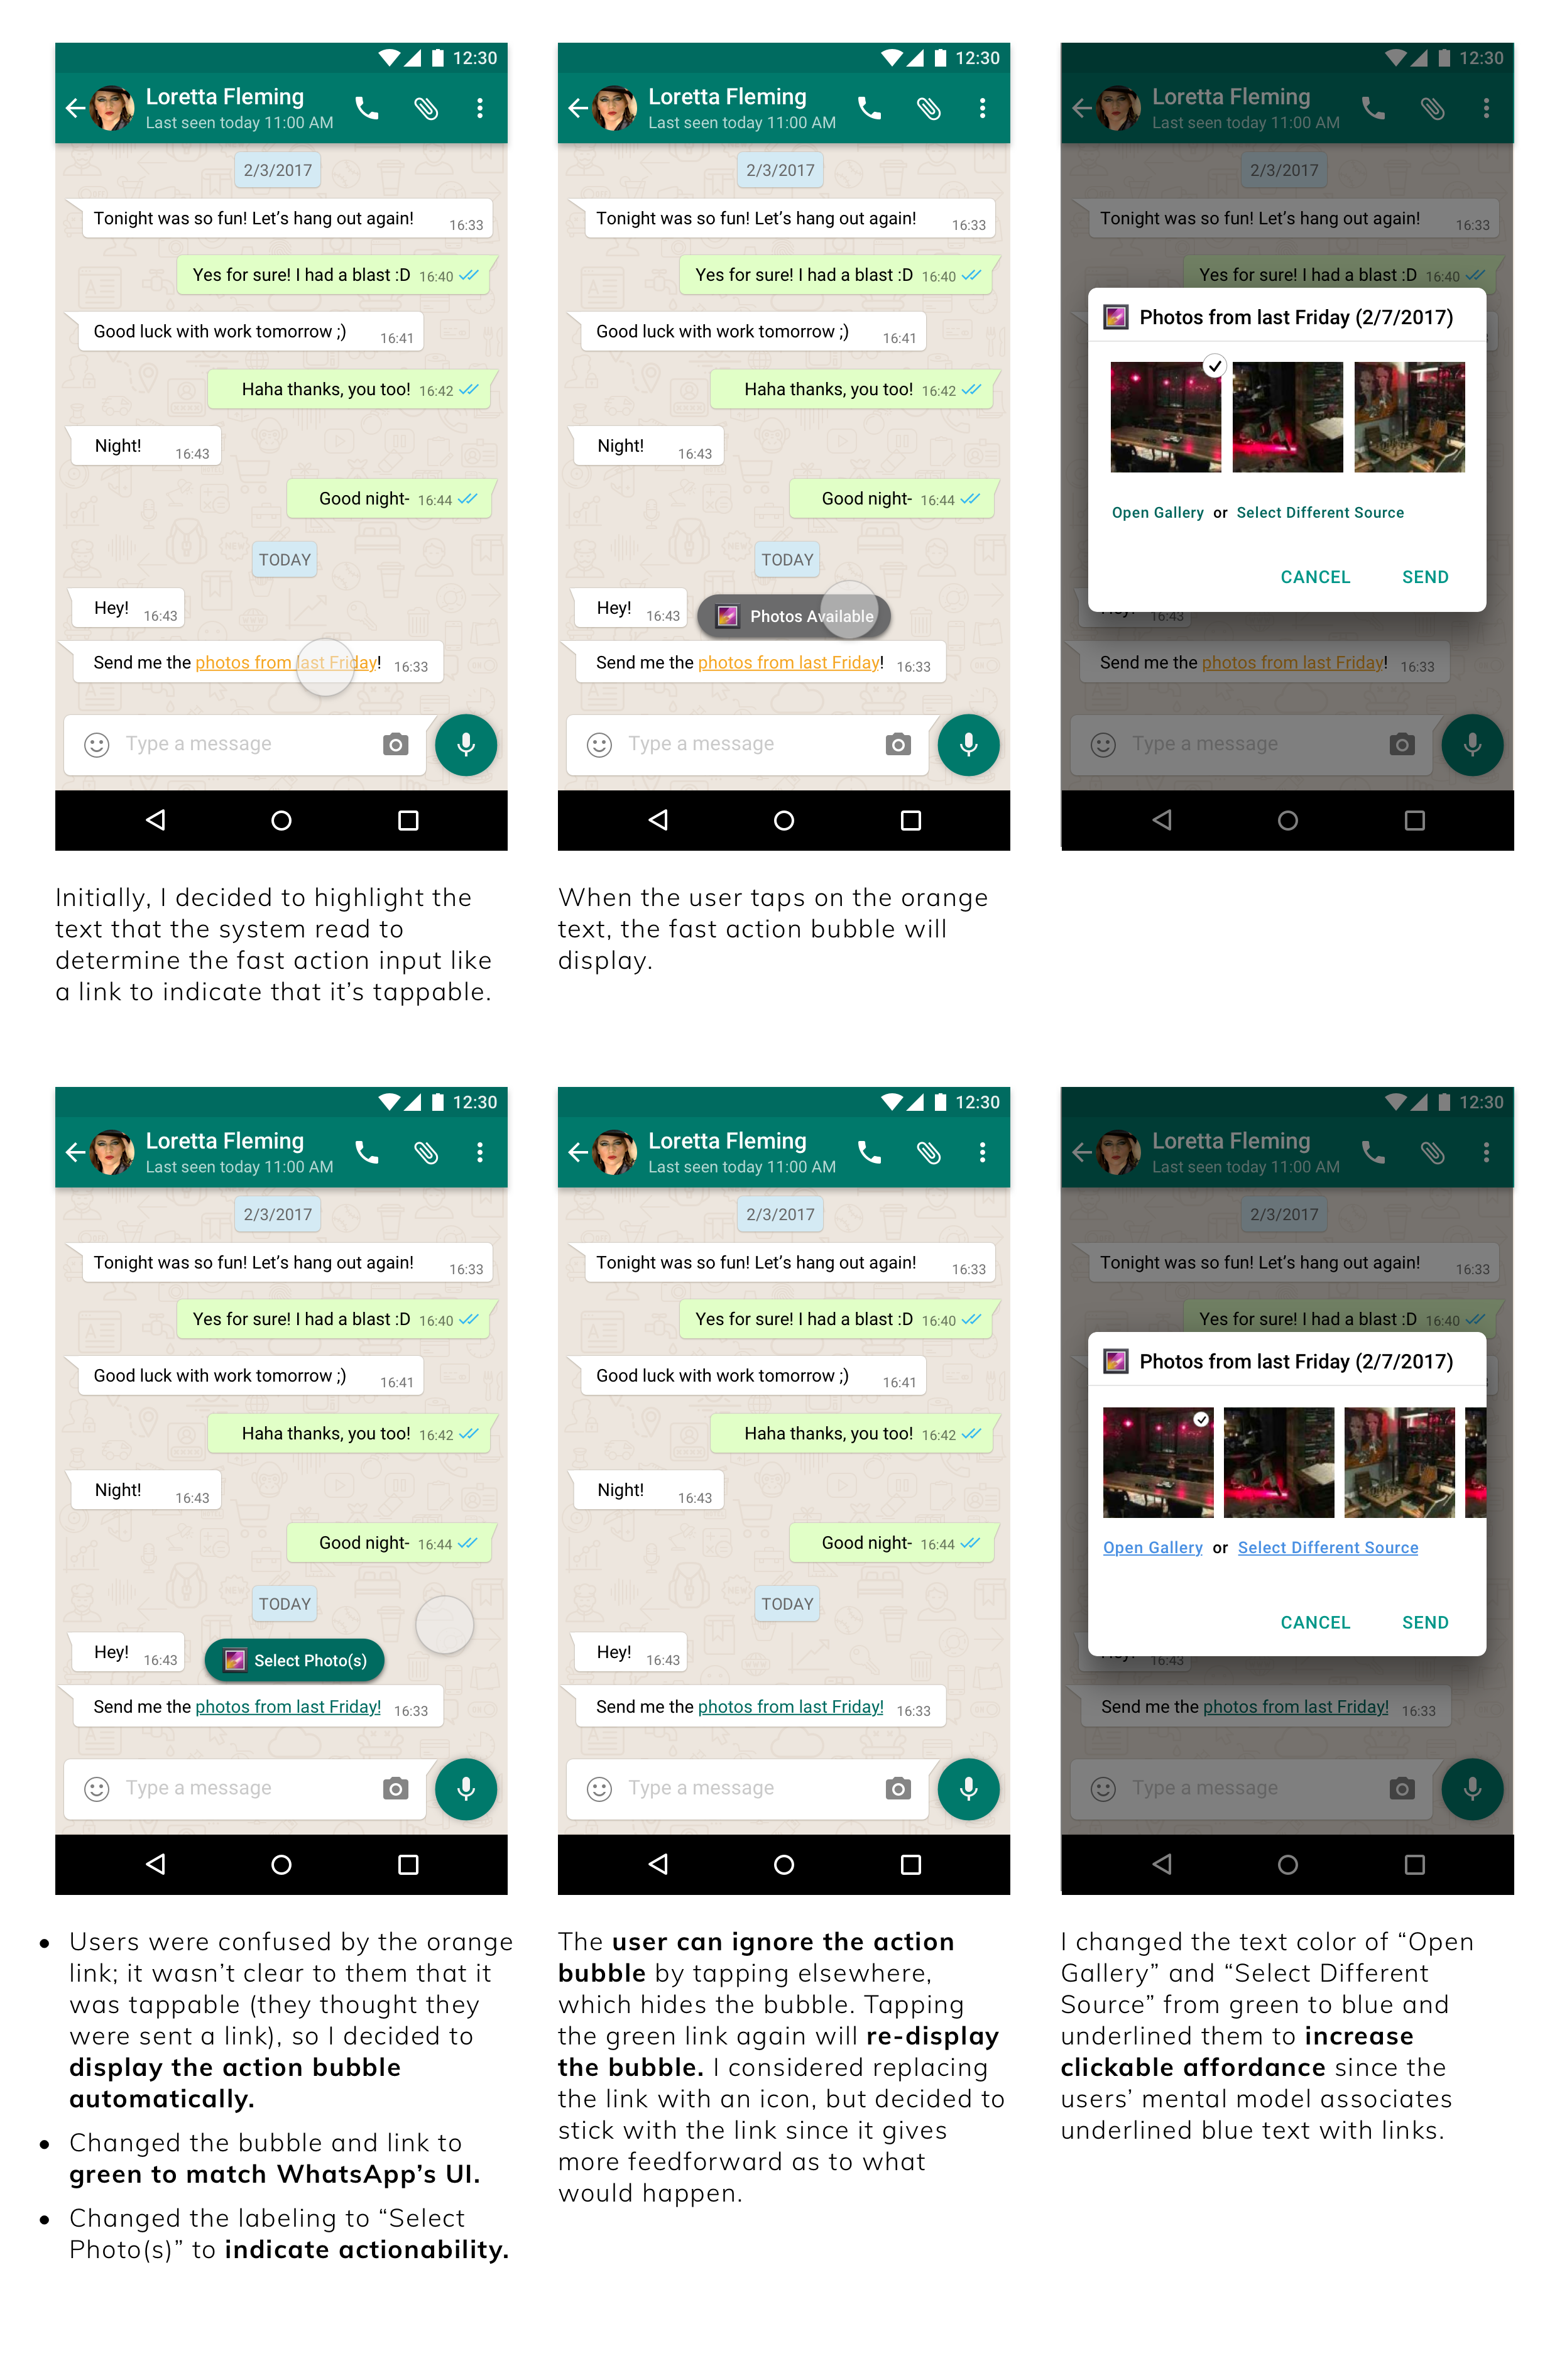 12:30
Loretta Fleming
Last seen today 11:00 AM
2/3/2017
Tonight was so fun! Let’s hang out again! 16:33
Yes for sure! I had a blast :D 16:40
Good luck with work tomorrow ;) 16:41
Haha thanks, you too! 16:42
Night! 16:43
Good night- 16:44
TODAY
Hey! 16:43
Send me the photos from last Friday! 16:33
Type a message
12:30
Loretta Fleming
Last seen today 11:00 AM
2/3/2017
Tonight was so fun! Let’s hang out again! 16:33
Yes for sure! I had a blast :D 16:40
Good luck with work tomorrow ;) 16:41
Haha thanks, you too! 16:42
Night! 16:43
Good night- 16:44
TODAY
Hey! 16:43
Photos Available
Send me the photos from last Friday! 16:33
Type a message
12:30
Loretta Fleming
Last seen today 11:00 AM
2/3/2017
Tonight was so fun! Let’s hang out again! 16:33
Yes for sure! I had a blast :D 16:40
Photos from last Friday (2/7/2017)
Open Gallery or Select Different Source
CANCEL SEND
Hey! 16:43
Send me the photos from last Friday! 16:33
Type a message
Initially, I decided to highlight the
text that the system read to
determine the fast action input like
a link to indicate that it’s tappable.
When the user taps on the orange
text, the fast action bubble will
display.
12:30
Loretta Fleming
Last seen today 11:00 AM
2/3/2017
Tonight was so fun! Let’s hang out again! 16:33
Yes for sure! I had a blast :D 16:40
Good luck with work tomorrow ;) 16:41
Haha thanks, you too! 16:42
Night! 16:43
Good night- 16:44
TODAY
Hey! 16:43
Select Photo(s)
Send me the photos from last Friday! 16:33
Type a message
12:30
Loretta Fleming
Last seen today 11:00 AM
2/3/2017
Tonight was so fun! Let’s hang out again! 16:33
Yes for sure! I had a blast :D 16:40
Good luck with work tomorrow ;) 16:41
Haha thanks, you too! 16:42
Night! 16:43
Good night- 16:44
TODAY
Hey! 16:43
Send me the photos from last Friday! 16:33
Type a message
12:30
Loretta Fleming
Last seen today 11:00 AM
2/3/2017
Tonight was so fun! Let’s hang out again! 16:33
Yes for sure! I had a blast :D 16:40
Photos from last Friday (2/7/2017)
Open Gallery or Select Different Source
CANCEL SEND
Hey! 16:43
Send me the photos from last Friday! 16:33
Type a message
• Users were confused by the orange
link; it wasn’t clear to them that it
was tappable (they thought they
were sent a link), so I decided to
display the action bubble
automatically.
• Changed the bubble and link to
green to match WhatsApp’s UI.
• Changed the labeling to “Select
Photo(s)” to indicate actionability.
The user can ignore the action
bubble by tapping elsewhere,
which hides the bubble. Tapping
the green link again will re-display
the bubble. I considered replacing
the link with an icon, but decided to
stick with the link since it gives
more feedforward as to what
would happen.
I changed the text color of “Open
Gallery” and “Select Different
Source” from green to blue and
underlined them to increase
clickable affordance since the
users’ mental model associates
underlined blue text with links.